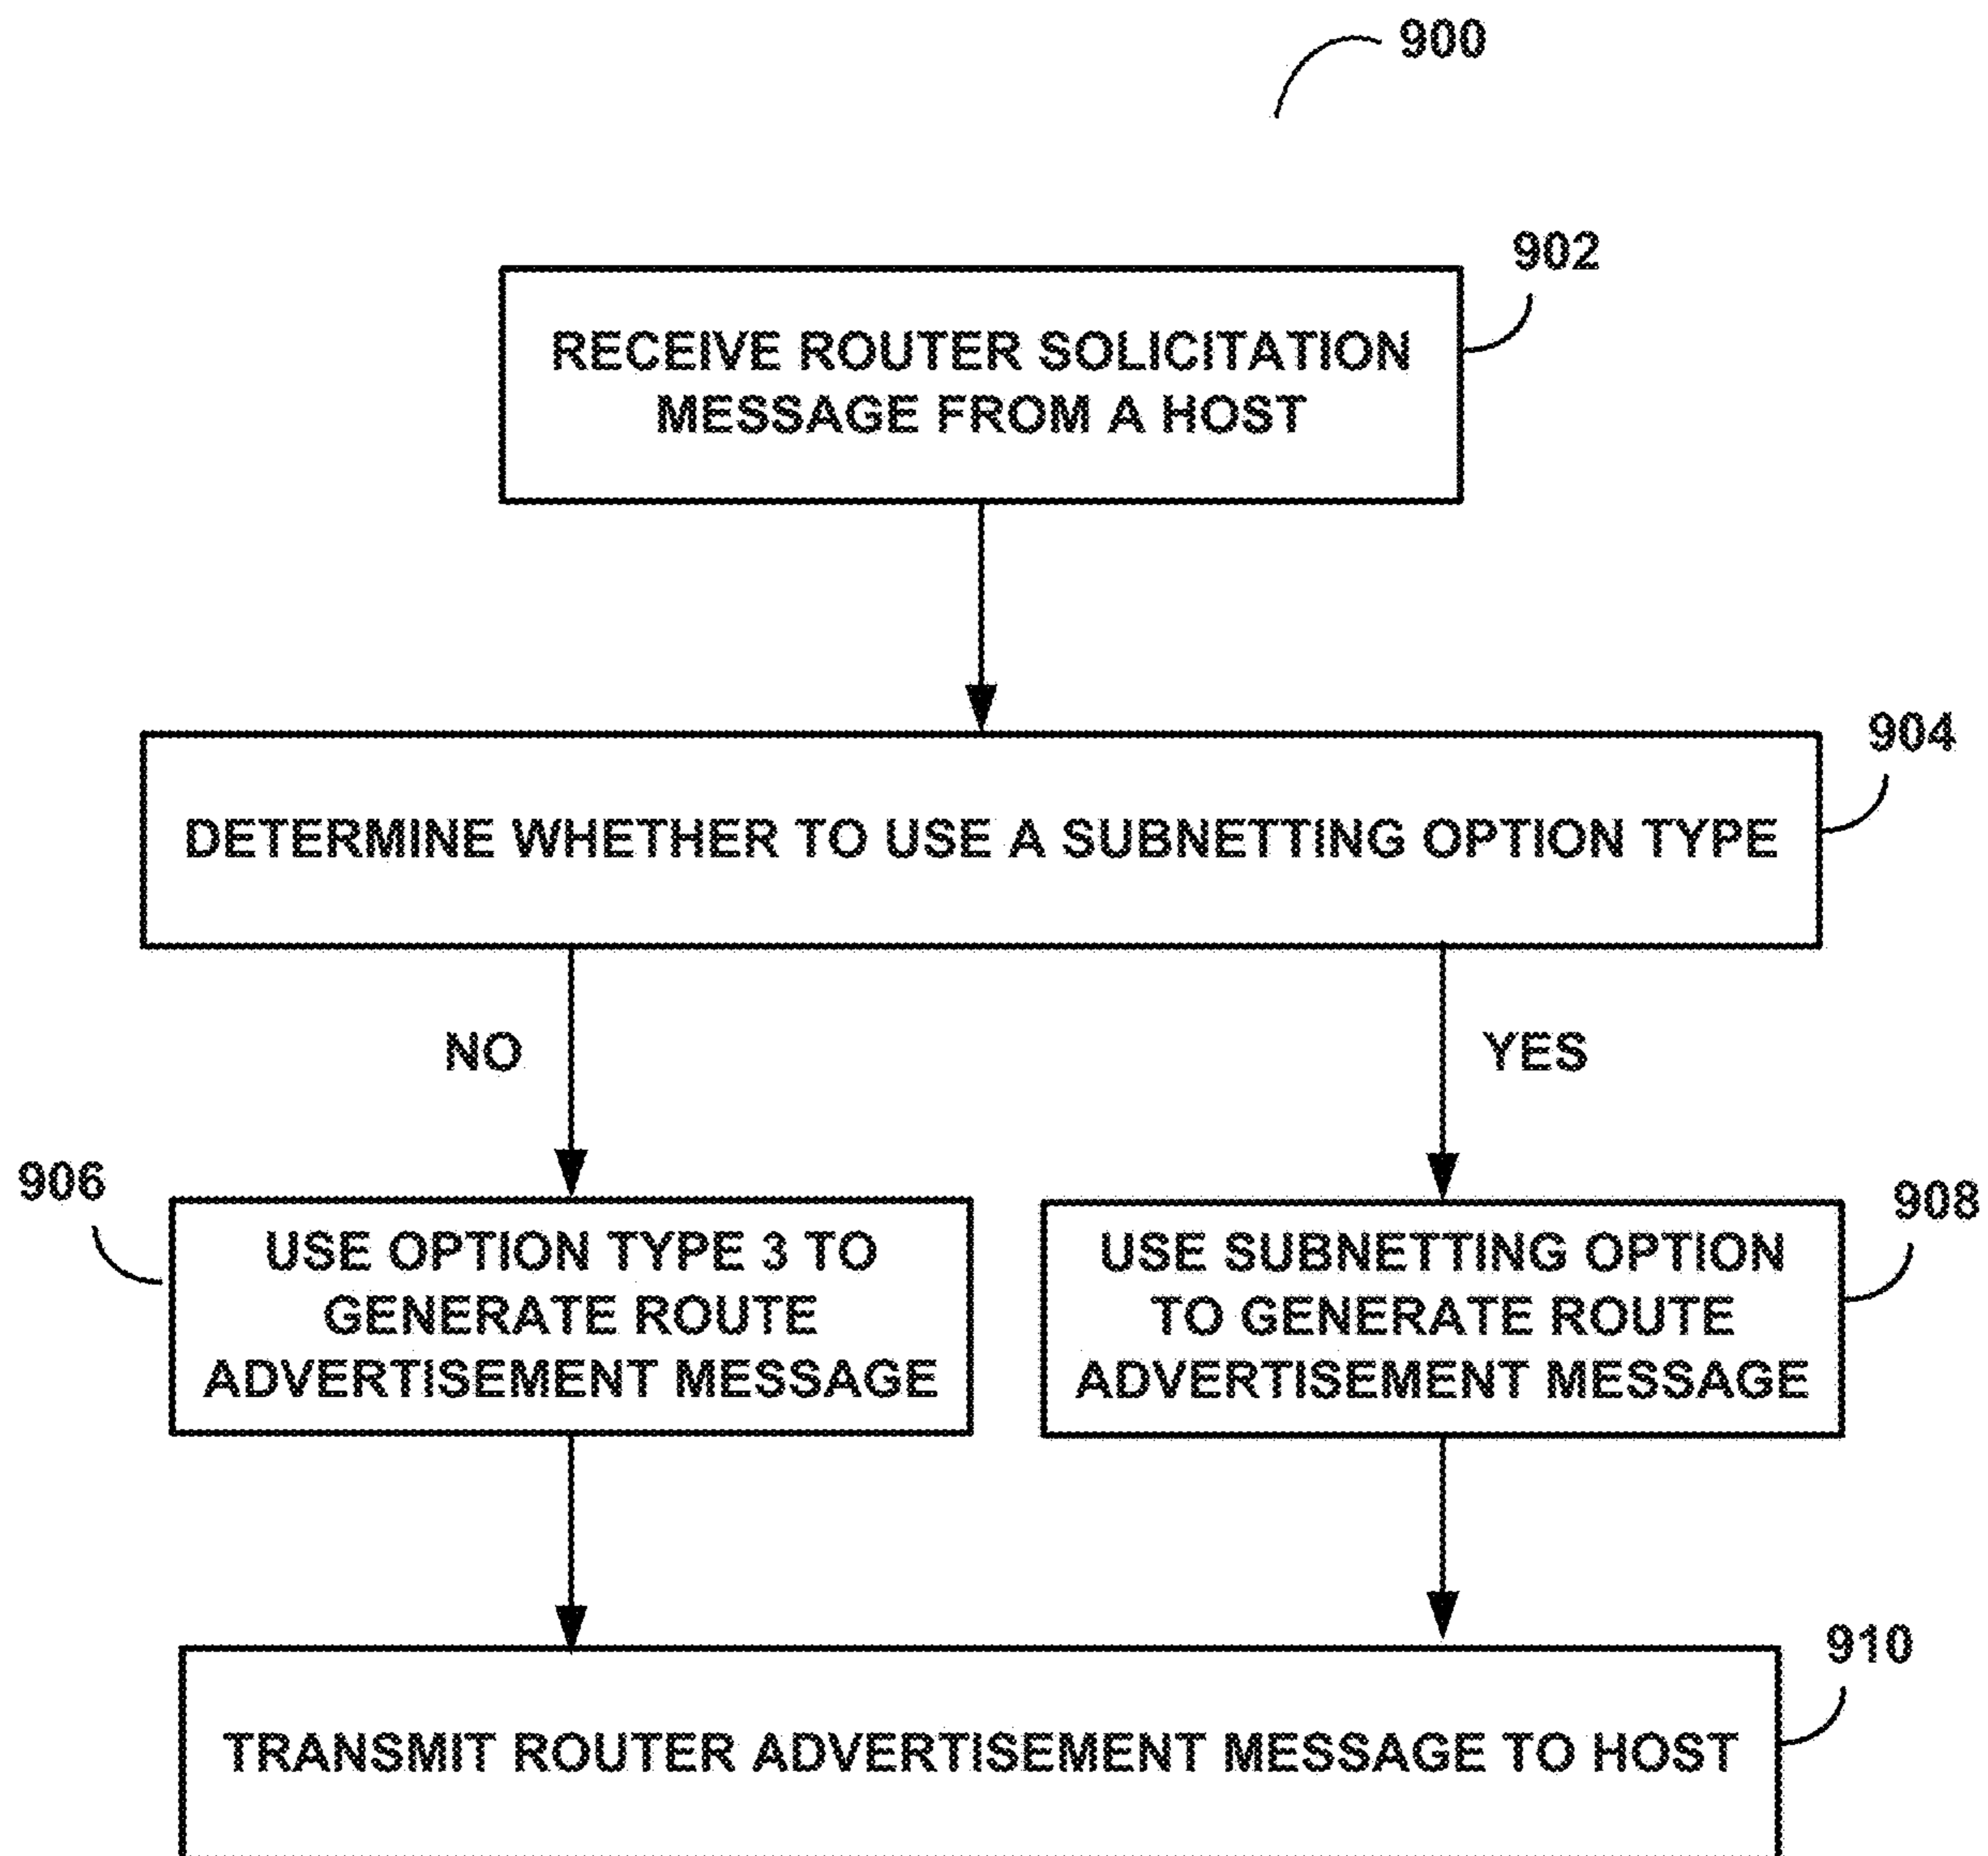 900
902
RECEIVE ROUTER SOLICITATION
MESSAGE FROM A HOST
904
DETERMINE WHETHER TO USE A SUBNETTING OPTION TYPE
NO
YES
906
USE OPTION TYPE 3 TO
GENERATE ROUTE
ADVERTISEMENT MESSAGE
908
USE SUBNETTING OPTION
TO GENERATE ROUTE
ADVERTISEMENT MESSAGE
910
TRANSMIT ROUTER ADVERTISEMENT MESSAGE TO HOST